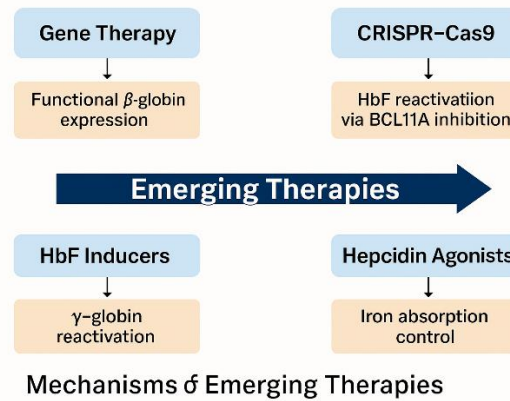 Gene Therapy
CRISPR–Cas9
Functional β-globin
expression
HbF reactivatiion
via BCL11A inhibition
Emerging Therapies
HbF Inducers
Hepcidin Agonists
γ–globin
reactivation
Iron absorption
control
Mechanisms of Emerging Therapies